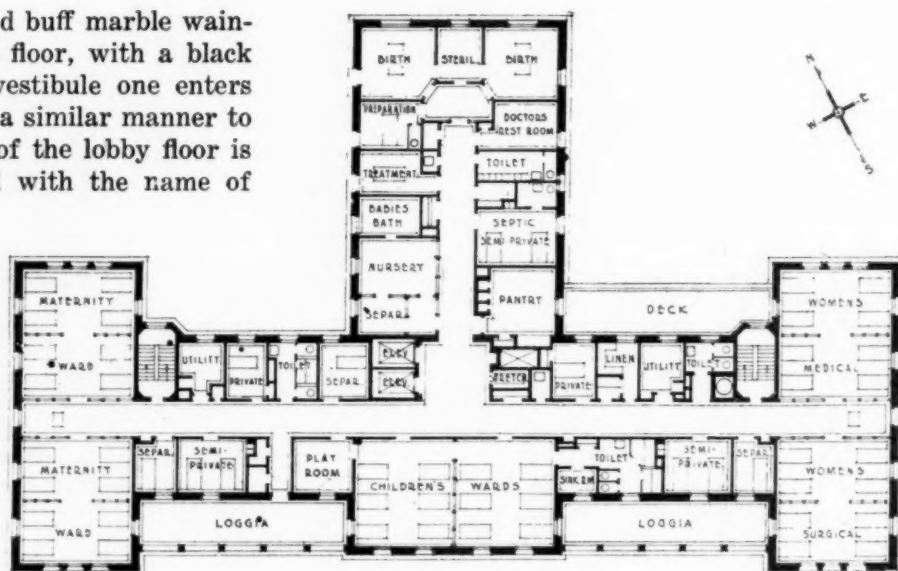 d buff marble wain-
floor, with a black
vestibule one enters
a similar manner to
of the lobby floor is
with the name of
BIRTH
STERIL
BIRTH
PREPARATION
DOCTORS
REST ROOM
TREATMENT
TOILET
BABIES
BATH
SEPTIC
SEMI-PRIVATE
NURSERY
SEPAR.
PANTRY
N
E
W
S
MATERNITY
WARD
UTILITY
PRIVATE
TOILET
SEPAR.
ELEV
ELEV
STRETCH
PRIVATE
LINEN
UTILITY
TOILET
DECK
WOMENS
MEDICAL
MATERNITY
WARD
SEPAR.
SEMI-
PRIVATE
PLAY
ROOM
CHILDREN'S
WARDS
TOILET
SINK RM
SEMI-
PRIVATE
SEPAR
WOMENS
SURGICAL
LOGGIA
LOGGIA